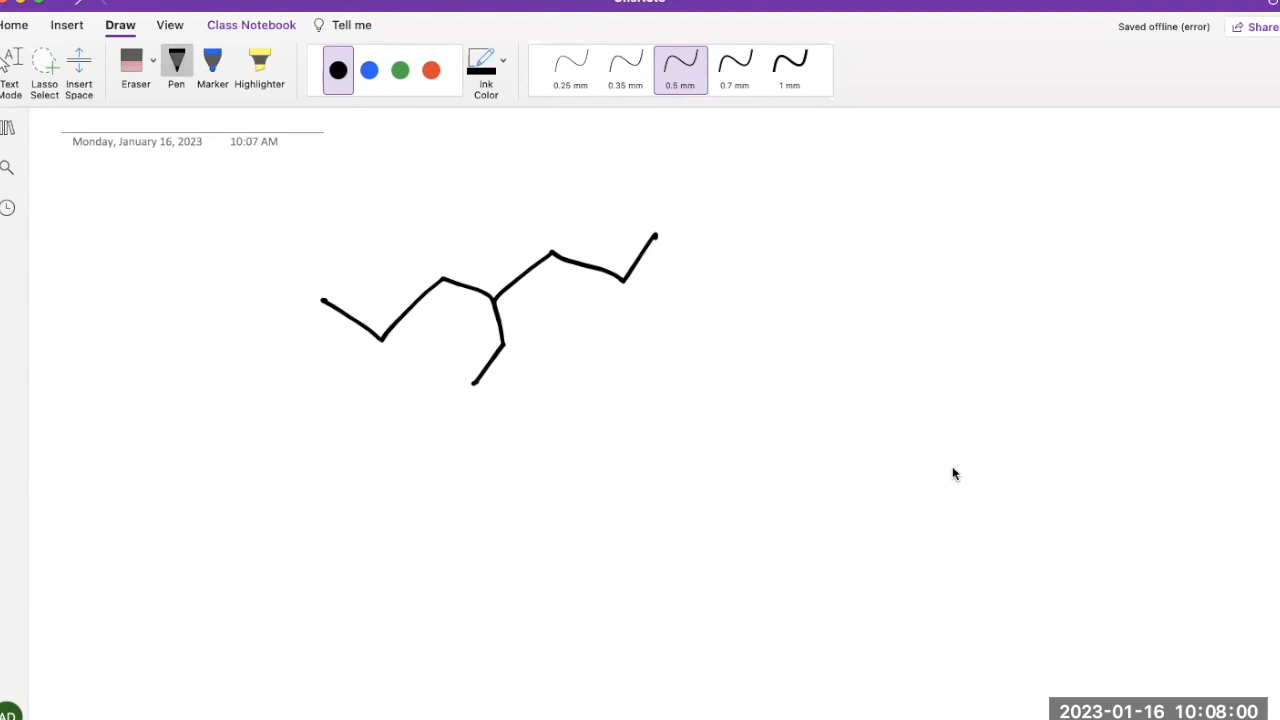 Home Insert Draw View Class Notebook Tell me Saved offline (error) Share
Text Mode
Lasso Select
Insert Space
Eraser
Pen
Marker
Highlighter
Ink Color
0.25 mm
0.35 mm
0.5 mm
0.7 mm
1 mm
Monday, January 16, 2023 10:07 AM
AD
2023-01-16 10:08:00